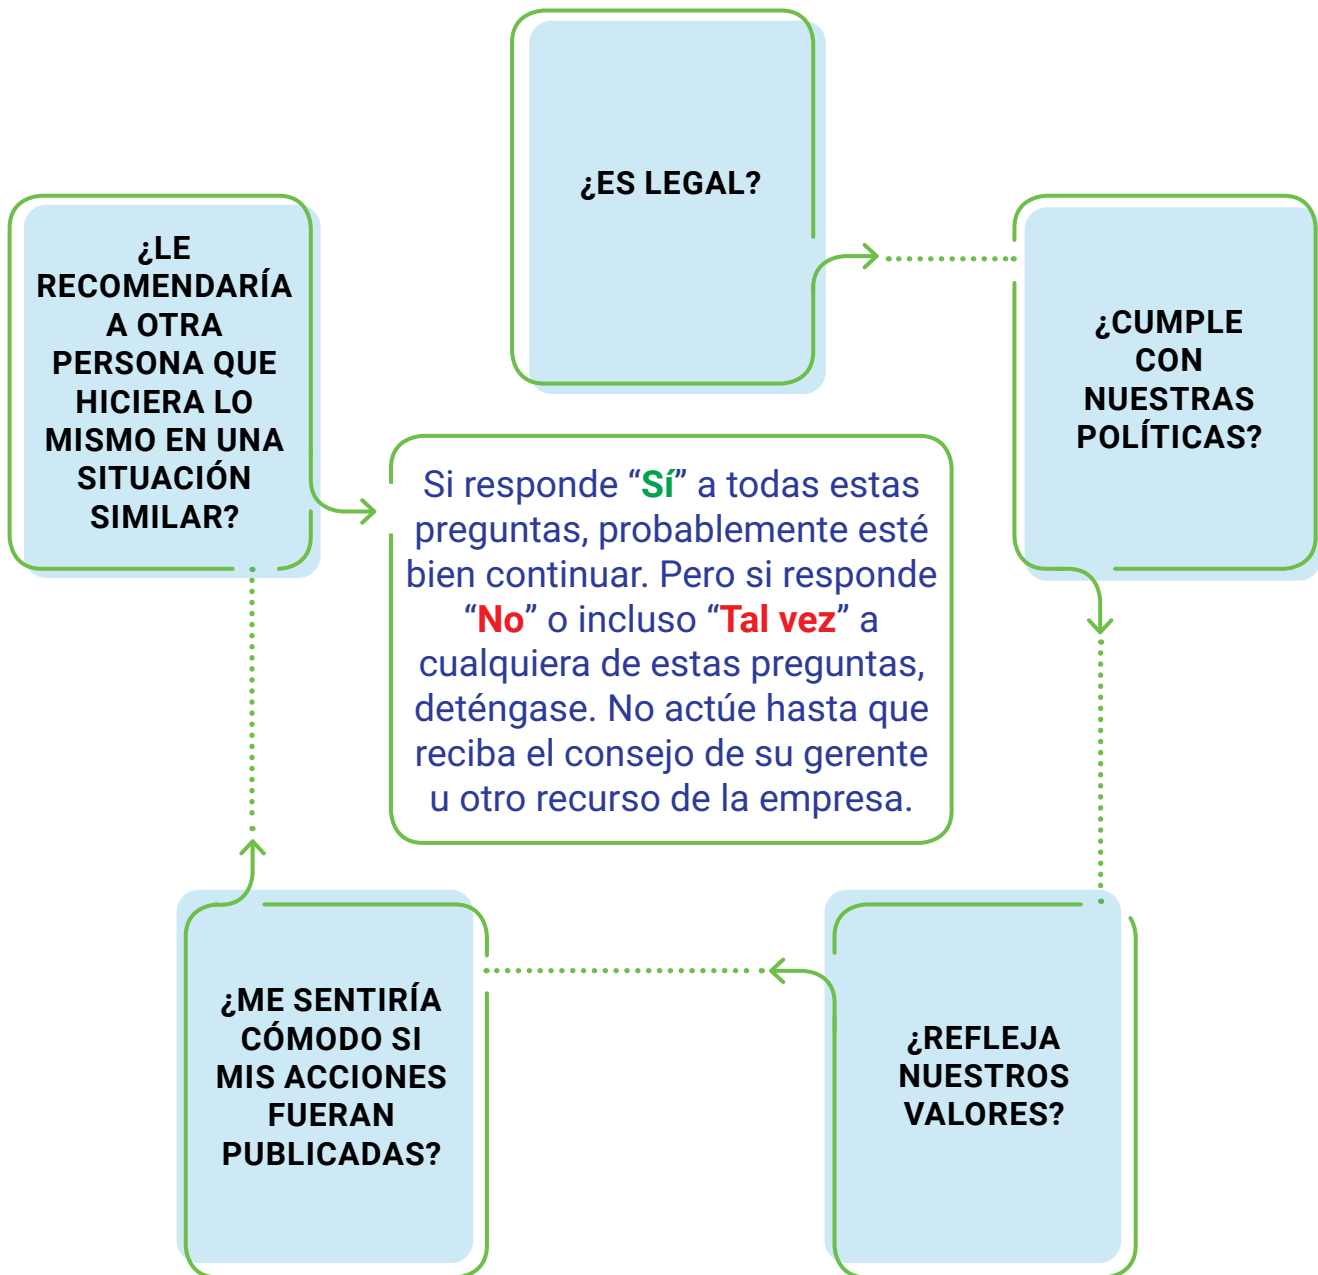 ¿ES LEGAL?
¿CUMPLE
CON
NUESTRAS
POLÍTICAS?
¿REFLEJA
NUESTROS
VALORES?
¿ME SENTIRÍA
CÓMODO SI
MIS ACCIONES
FUERAN
PUBLICADAS?
¿LE
RECOMENDARÍA
A OTRA
PERSONA QUE
HICIERA LO
MISMO EN UNA
SITUACIÓN
SIMILAR?
Si responde “Sí” a todas estas
preguntas, probablemente esté
bien continuar. Pero si responde
“No” o incluso “Tal vez” a
cualquiera de estas preguntas,
deténgase. No actúe hasta que
reciba el consejo de su gerente
u otro recurso de la empresa.